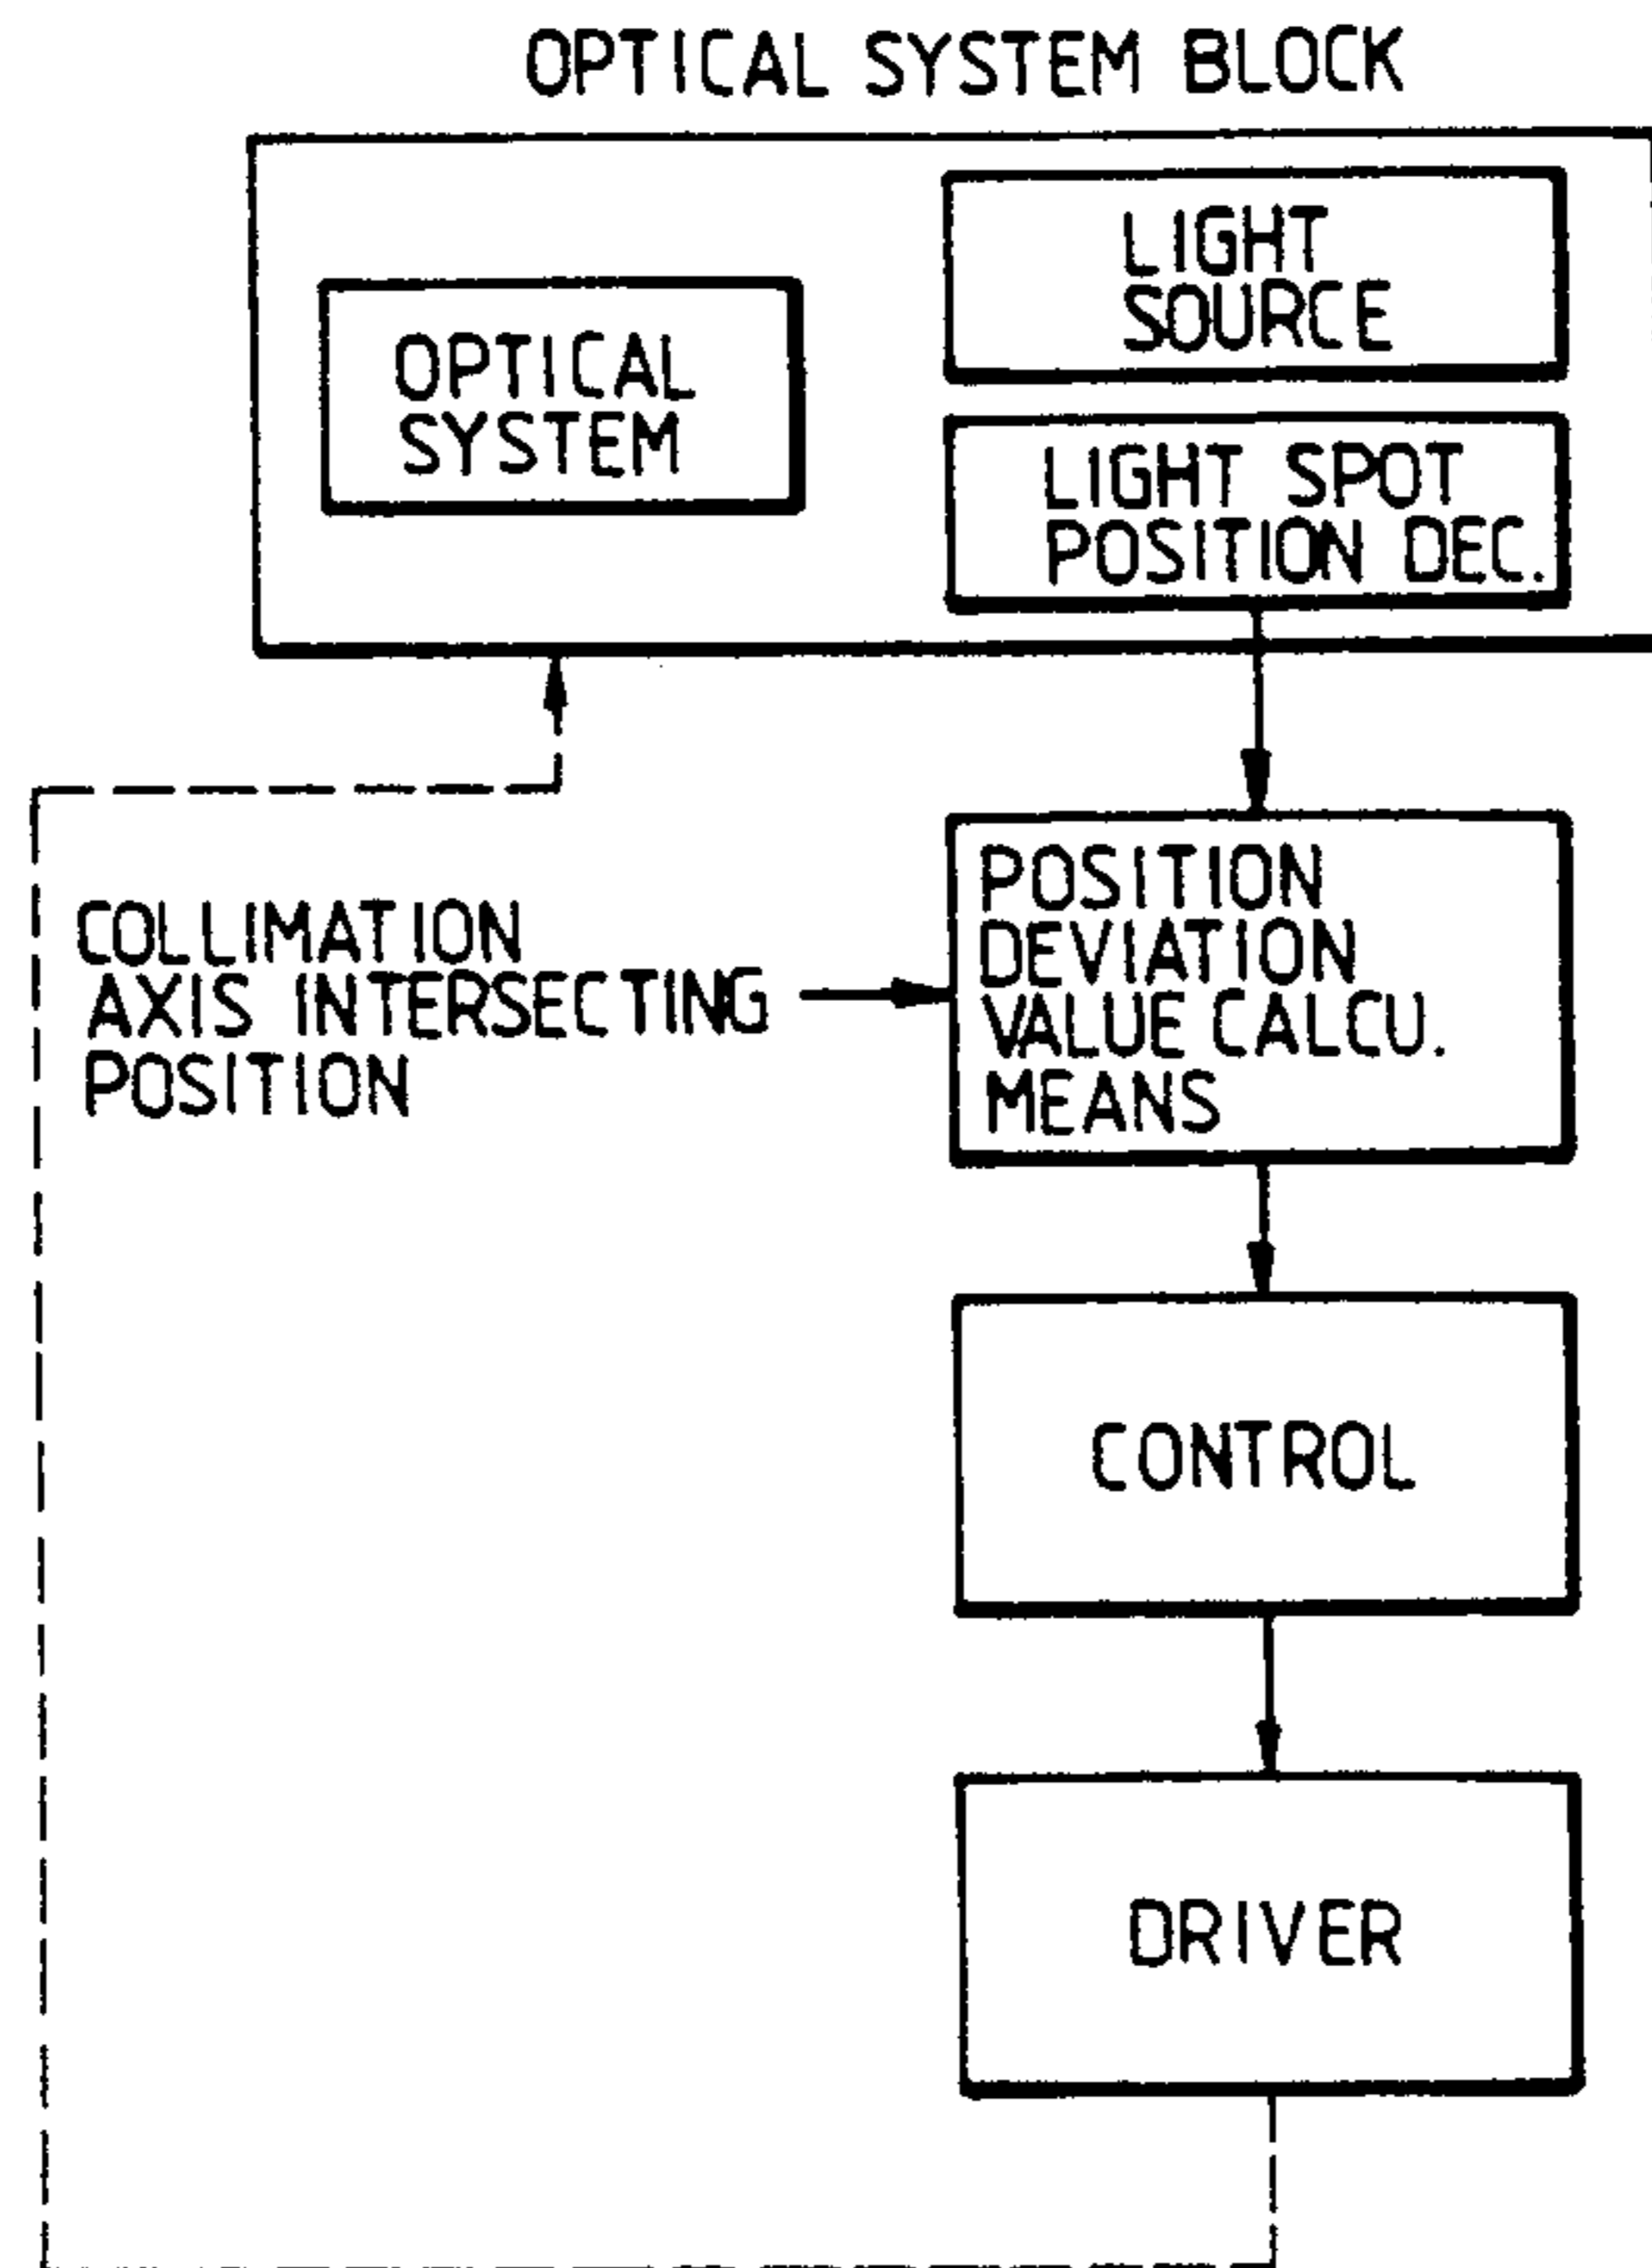 OPTICAL SYSTEM BLOCK
LIGHT
SOURCE
OPTICAL
SYSTEM
LIGHT SPOT
POSITION DEC.
COLLIMATION
AXIS INTERSECTING
POSITION
POSITION
DEVIATION
VALUE CALCU.
MEANS
CONTROL
DRIVER